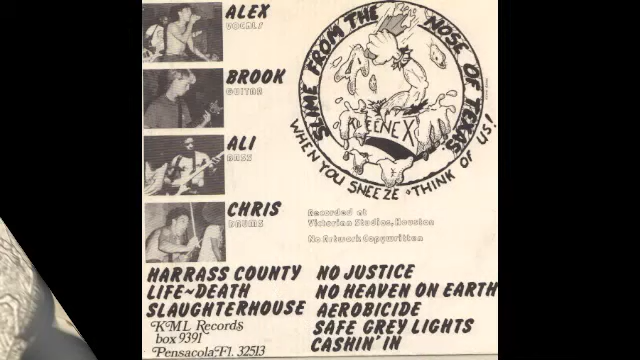 ALEX
VOCALS
BROOK
GUITAR
ALI
BASS
CHRIS
DRUMS
SLIME FROM THE NOSE OF TEXAS
KLEENEX
WHEN YOU SNEEZE THINK OF US!
Recorded at
Victorian Studios, Houston
No Artwork Copywritten
HARRASS COUNTY
LIFE~DEATH
SLAUGHTERHOUSE
NO JUSTICE
NO HEAVEN ON EARTH
AEROBICIDE
SAFE GREY LIGHTS
CASHIN' IN
KML Records
box 9391
Pensacola Fl. 32513